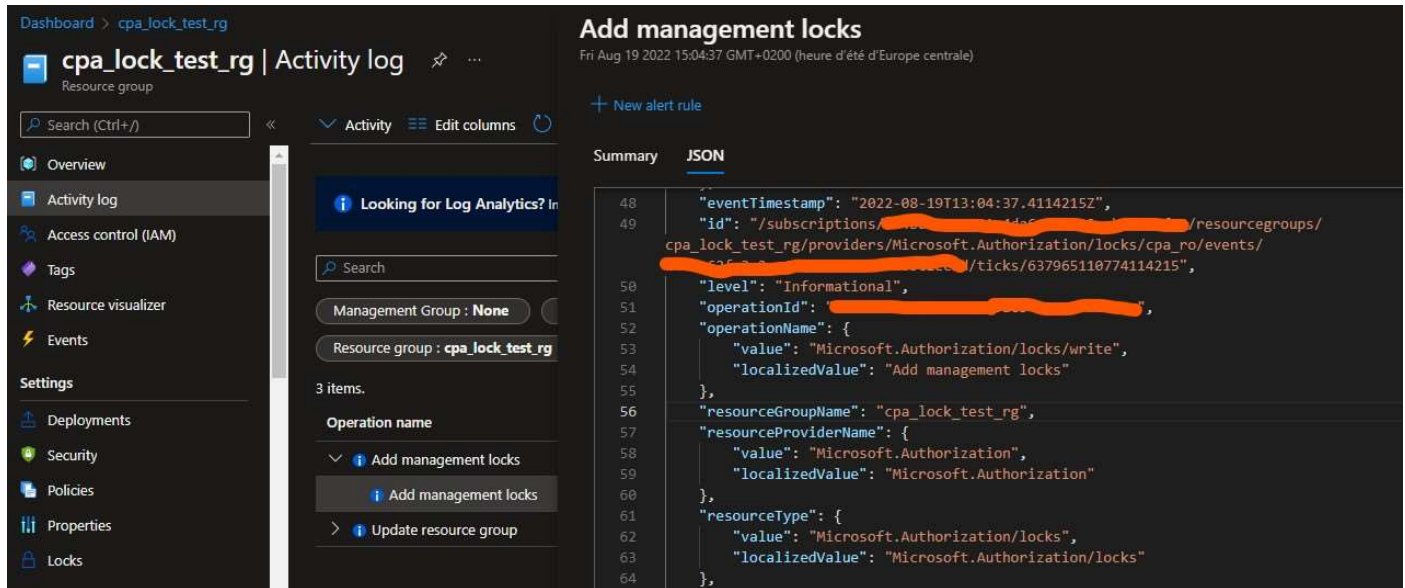 Dashboard > cpa_lock_test_rg
cpa_lock_test_rg | Activity log
Resource group
Search (Ctrl+/)
Overview
Activity log
Access control (IAM)
Tags
Resource visualizer
Events
Settings
Deployments
Security
Policies
Properties
Locks
Activity Edit columns
Looking for Log Analytics?
Search
Management Group : None
Resource group : cpa_lock_test_rg
3 items.
Operation name
Add management locks
Add management locks
Update resource group
Add management locks
Fri Aug 19 2022 15:04:37 GMT+0200 (heure d'été d'Europe centrale)
New alert rule
Summary JSON
48 "eventTimestamp": "2022-08-19T13:04:37.4114215Z",
49 "id": "/subscriptions/ /resourcegroups/
cpa_lock_test_rg/providers/Microsoft.Authorization/locks/cpa_ro/events/
/ticks/637965110774114215",
50 "level": "Informational",
51 "operationId": " ",
52 "operationName": {
53 "value": "Microsoft.Authorization/locks/write",
54 "localizedValue": "Add management locks"
55 },
56 "resourceGroupName": "cpa_lock_test_rg",
57 "resourceProviderName": {
58 "value": "Microsoft.Authorization",
59 "localizedValue": "Microsoft.Authorization"
60 },
61 "resourceType": {
62 "value": "Microsoft.Authorization/locks",
63 "localizedValue": "Microsoft.Authorization/locks"
64 },